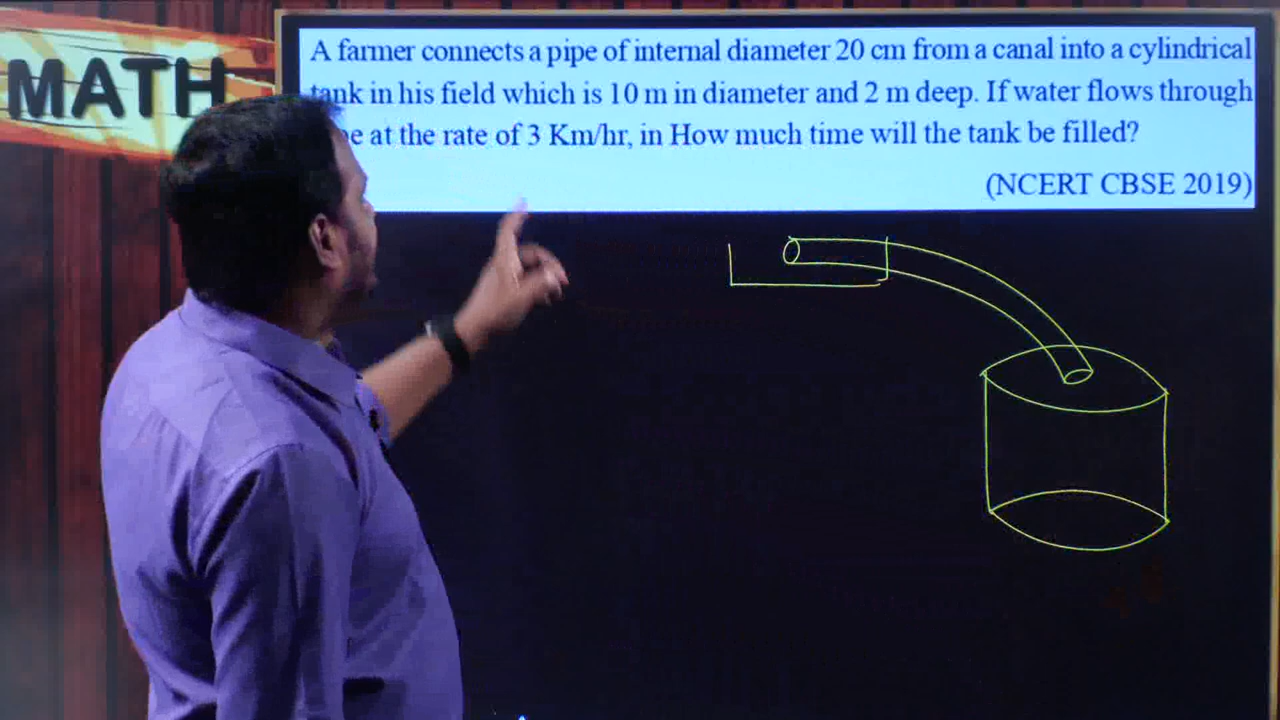 MATH
A farmer connects a pipe of internal diameter 20 cm from a canal into a cylindrical
tank in his field which is 10 m in diameter and 2 m deep. If water flows through
at the rate of 3 Km/hr, in How much time will the tank be filled?
(NCERT CBSE 2019)